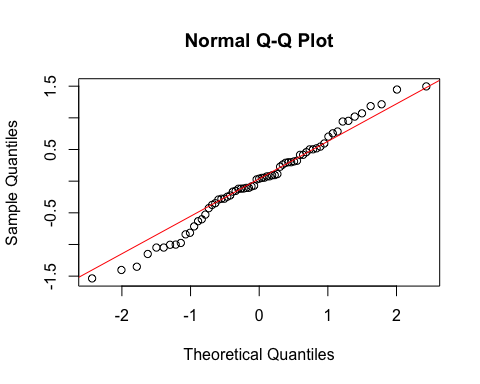 Normal Q-Q Plot
Sample Quantiles
1.5
0.5
-0.5
-1.5
-2 -1 0 1 2
Theoretical Quantiles